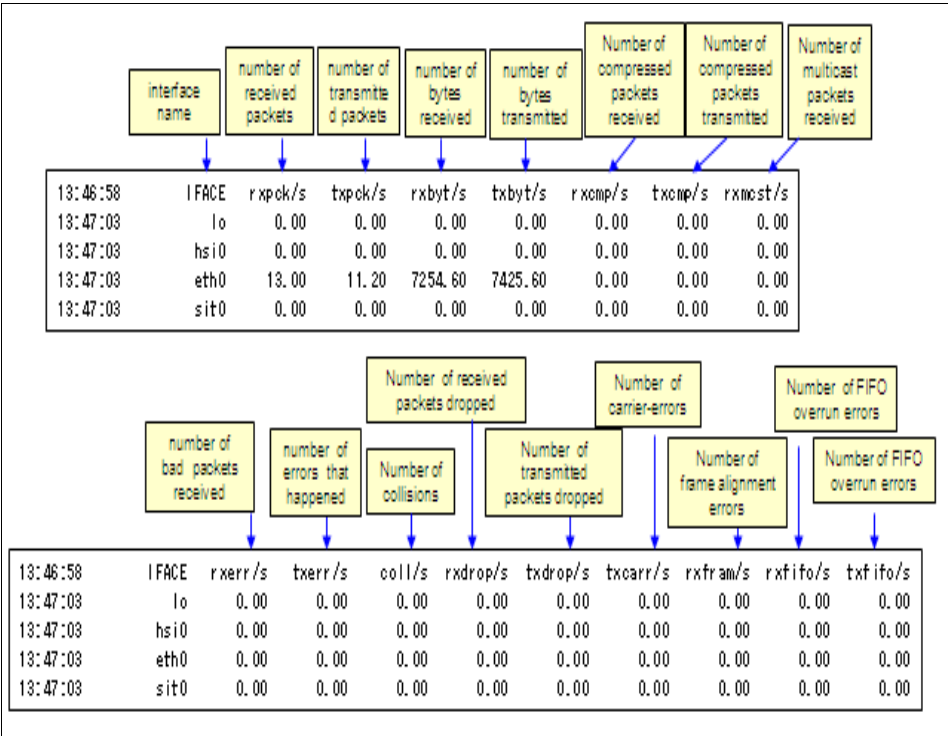 interface
name
number of
received
packets
number of
transmitte
d packets
number of
bytes
received
number of
bytes
transmitted
Number of
compressed
packets
received
Number of
compressed
packets
transmitted
Number of
multicast
packets
received
13:46:58 IFACE rxpck/s txpck/s rxbyt/s txbyt/s rxcmp/s txcmp/s rxmcst/s
13:47:03 lo 0.00 0.00 0.00 0.00 0.00 0.00 0.00
13:47:03 hsi0 0.00 0.00 0.00 0.00 0.00 0.00 0.00
13:47:03 eth0 13.00 11.20 7254.60 7425.60 0.00 0.00 0.00
13:47:03 sit0 0.00 0.00 0.00 0.00 0.00 0.00 0.00
number of
bad packets
received
number of
errors that
happened
Number of
collisions
Number of received
packets dropped
Number of
transmitted
packets dropped
Number of
carrier-errors
Number of
frame alignment
errors
Number of FIFO
overrun errors
Number of FIFO
overrun errors
13:46:58 IFACE rxerr/s txerr/s coll/s rxdrop/s txdrop/s txcarr/s rxfram/s rxfifo/s txfifo/s
13:47:03 lo 0.00 0.00 0.00 0.00 0.00 0.00 0.00 0.00 0.00
13:47:03 hsi0 0.00 0.00 0.00 0.00 0.00 0.00 0.00 0.00 0.00
13:47:03 eth0 0.00 0.00 0.00 0.00 0.00 0.00 0.00 0.00 0.00
13:47:03 sit0 0.00 0.00 0.00 0.00 0.00 0.00 0.00 0.00 0.00